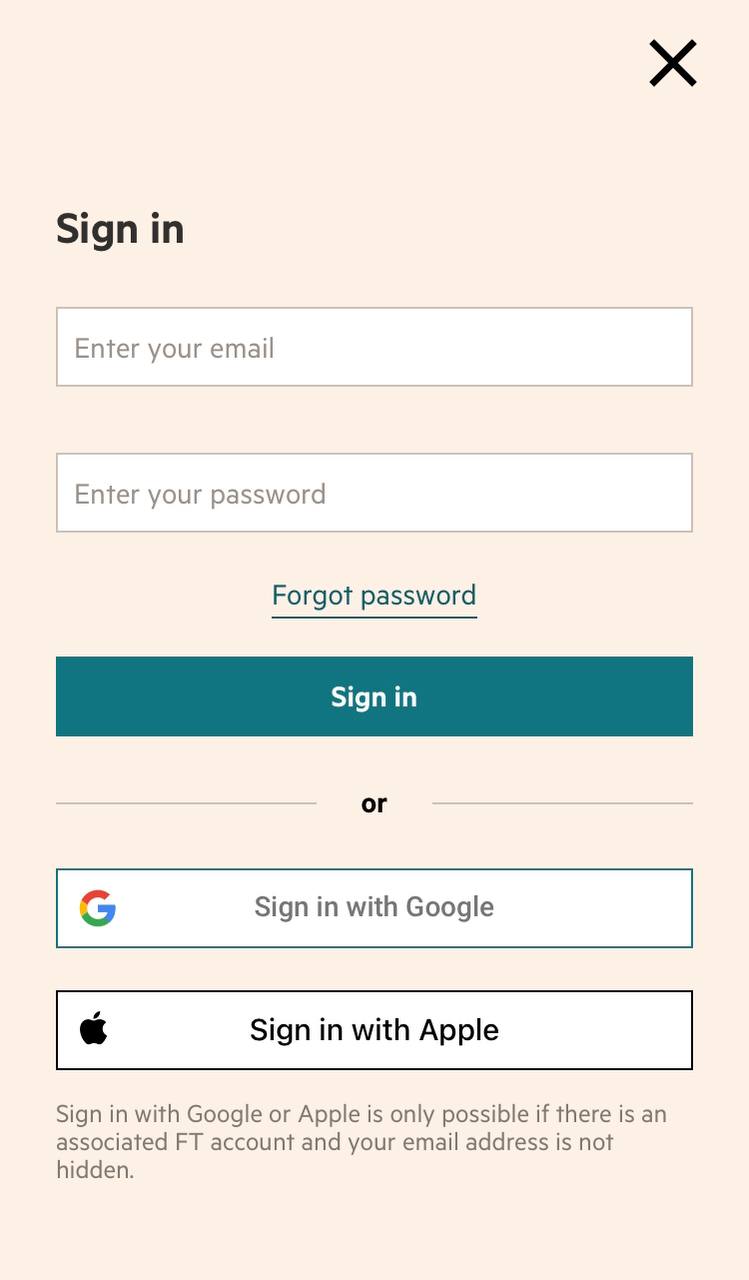 Sign in
Enter your email
Enter your password
Forgot password
Sign in
or
Sign in with Google
Sign in with Apple
Sign in with Google or Apple is only possible if there is an
associated FT account and your email address is not
hidden.